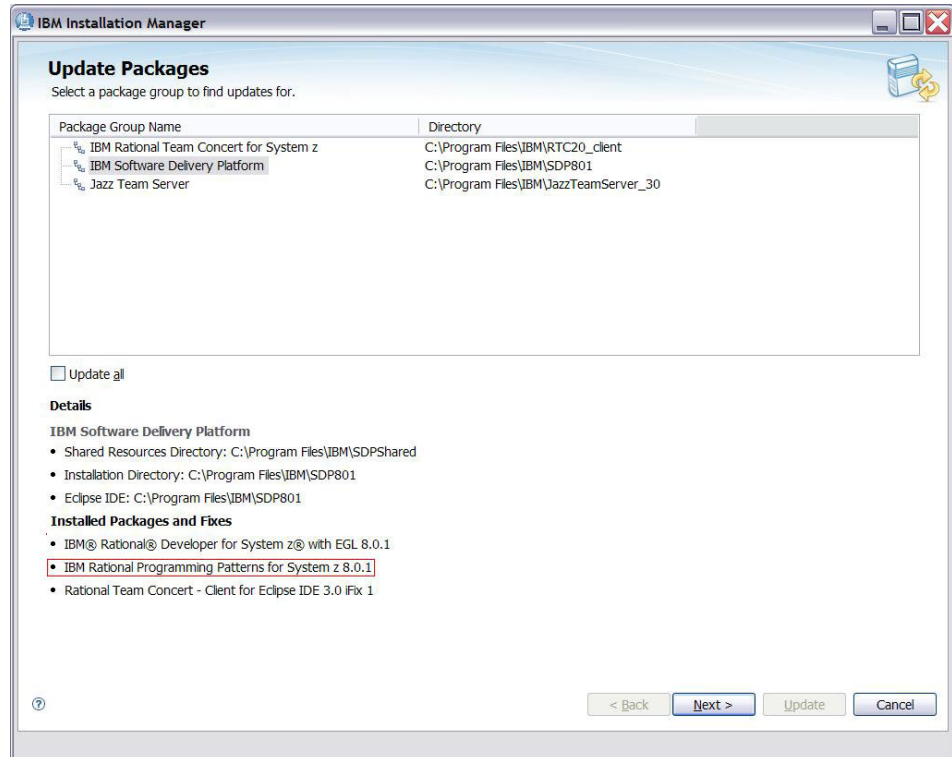 IBM Installation Manager
Update Packages
Select a package group to find updates for.
Package Group Name Directory
IBM Rational Team Concert for System z C:\Program Files\IBM\RTC20_client
IBM Software Delivery Platform C:\Program Files\IBM\SDP801
Jazz Team Server C:\Program Files\IBM\JazzTeamServer_30
Update all
Details
IBM Software Delivery Platform
• Shared Resources Directory: C:\Program Files\IBM\SDPShared
• Installation Directory: C:\Program Files\IBM\SDP801
• Eclipse IDE: C:\Program Files\IBM\SDP801
Installed Packages and Fixes
• IBM® Rational® Developer for System z® with EGL 8.0.1
• IBM Rational Programming Patterns for System z 8.0.1
• Rational Team Concert - Client for Eclipse IDE 3.0 iFix 1
? < Back Next > Update Cancel